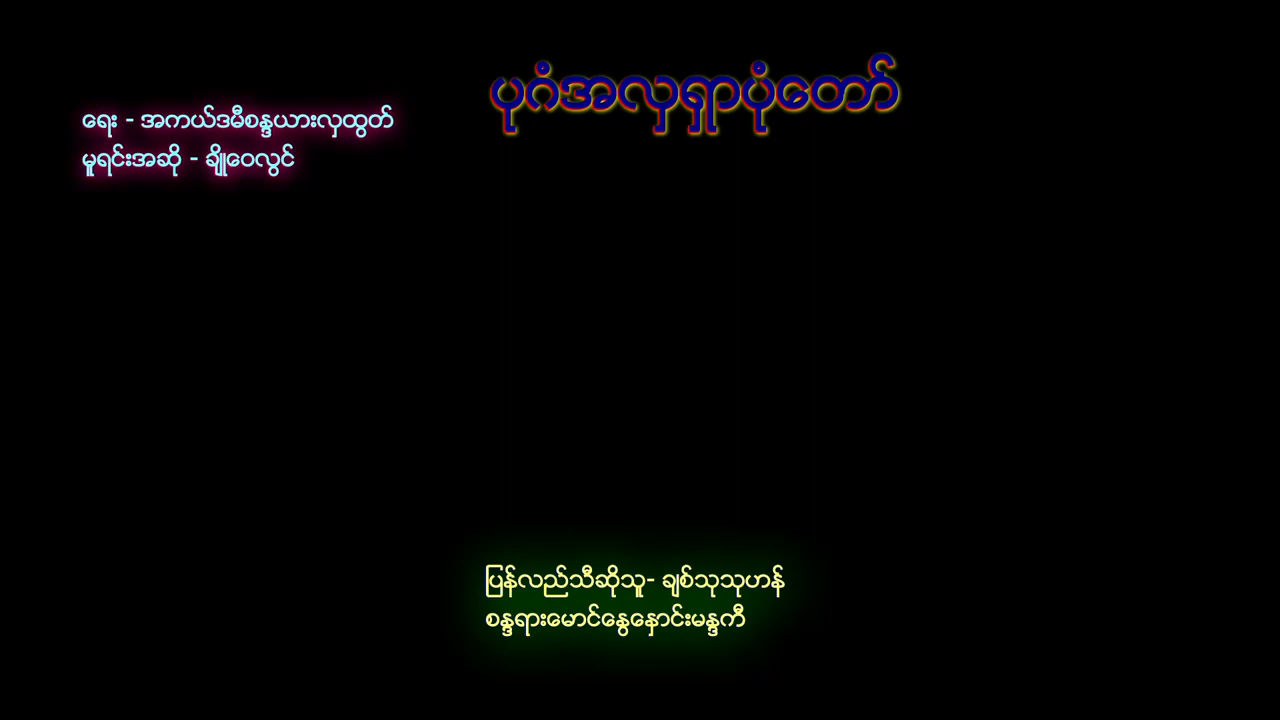 ပုဂံအလှရှာပုံတော်
ရေး - အကယ်ဒမီစန္ဒယားလှထွတ်
မူရင်းအဆို - ချိုဝေလွင်
ပြန်လည်သီဆိုသူ- ချစ်သုသုဟန်
စန္ဒရားမောင်နွေနှောင်းမန္ဒကီ